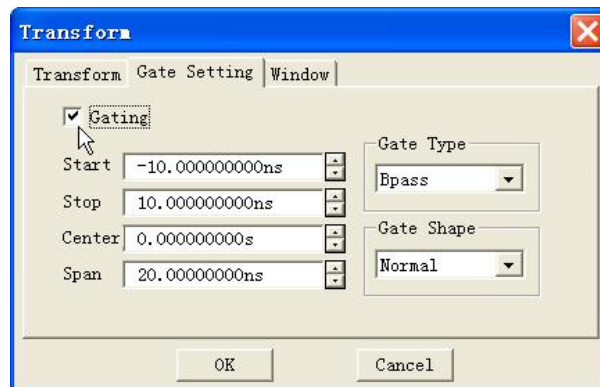 Transform
Transform Gate Setting Window
Gating
Start -10.000000000ns
Stop 10.000000000ns
Center 0.000000000s
Span 20.00000000ns
Gate Type
Bpass
Gate Shape
Normal
OK Cancel